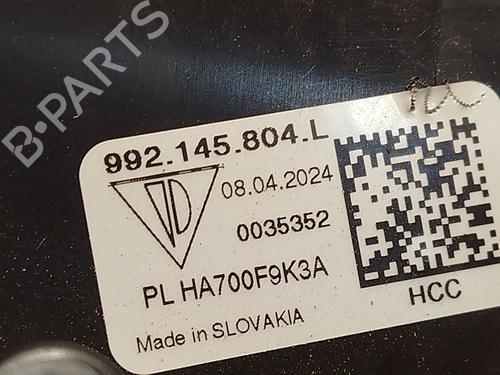 B-PARTS
992.145.804.L
08.04.2024
0035352
PL HA700F9K3A
HCC
Made in SLOVAKIA